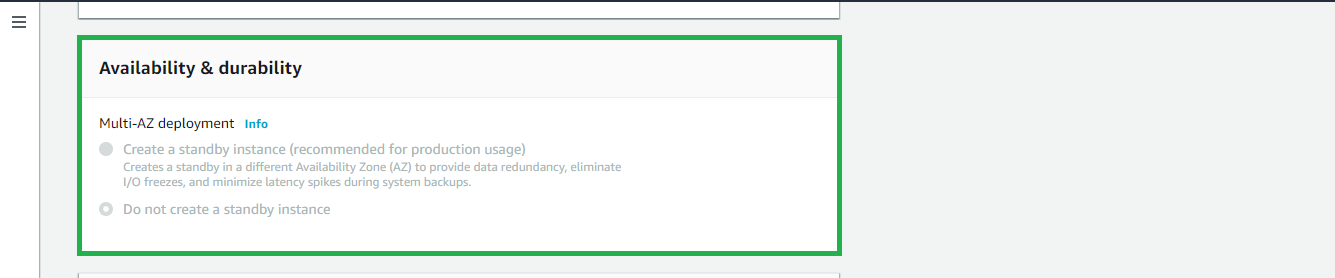 Availability & durability
Multi-AZ deployment Info
Create a standby instance (recommended for production usage)
Creates a standby in a different Availability Zone (AZ) to provide data redundancy, eliminate
I/O freezes, and minimize latency spikes during system backups.
Do not create a standby instance